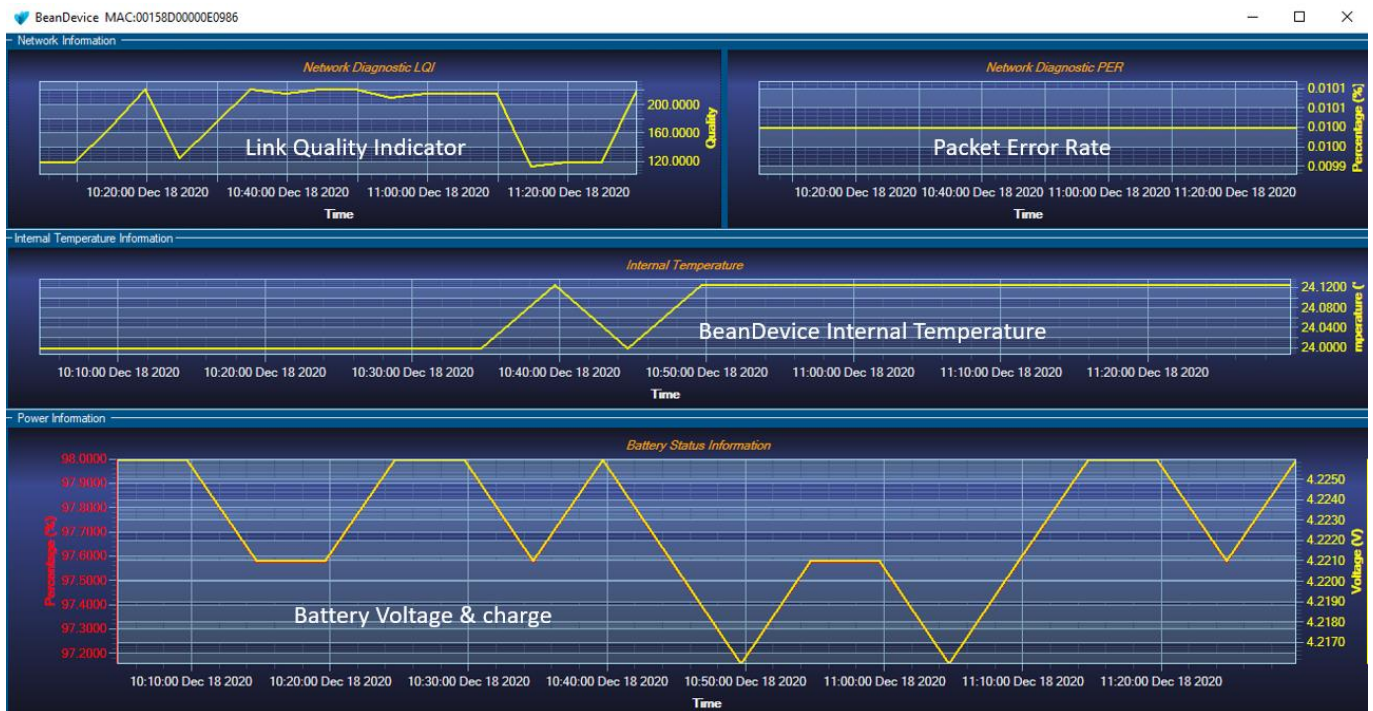 BeanDevice MAC:00158D00000E0986
Network Information
Network Diagnostic LQI
200.0000
160.0000
120.0000
Quality
Link Quality Indicator
10:20:00 Dec 18 2020 10:40:00 Dec 18 2020 11:00:00 Dec 18 2020 11:20:00 Dec 18 2020
Time
Network Diagnostic PER
0.0101
0.0101
0.0100
0.0100
0.0099
Percentage (%)
Packet Error Rate
10:20:00 Dec 18 2020 10:40:00 Dec 18 2020 11:00:00 Dec 18 2020 11:20:00 Dec 18 2020
Time
Internal Temperature Information
Internal Temperature
24.1200
24.0800
24.0400
24.0000
mperature (°
BeanDevice Internal Temperature
10:10:00 Dec 18 2020 10:20:00 Dec 18 2020 10:30:00 Dec 18 2020 10:40:00 Dec 18 2020 10:50:00 Dec 18 2020 11:00:00 Dec 18 2020 11:10:00 Dec 18 2020 11:20:00 Dec 18 2020
Time
Power Information
Battery Status Information
98.0000
97.9000
97.8000
97.7000
97.6000
97.5000
97.4000
97.3000
97.2000
Percentage (%)
Battery Voltage & charge
4.2250
4.2240
4.2230
4.2220
4.2210
4.2200
4.2190
4.2180
4.2170
Voltage (V)
10:10:00 Dec 18 2020 10:20:00 Dec 18 2020 10:30:00 Dec 18 2020 10:40:00 Dec 18 2020 10:50:00 Dec 18 2020 11:00:00 Dec 18 2020 11:10:00 Dec 18 2020 11:20:00 Dec 18 2020
Time